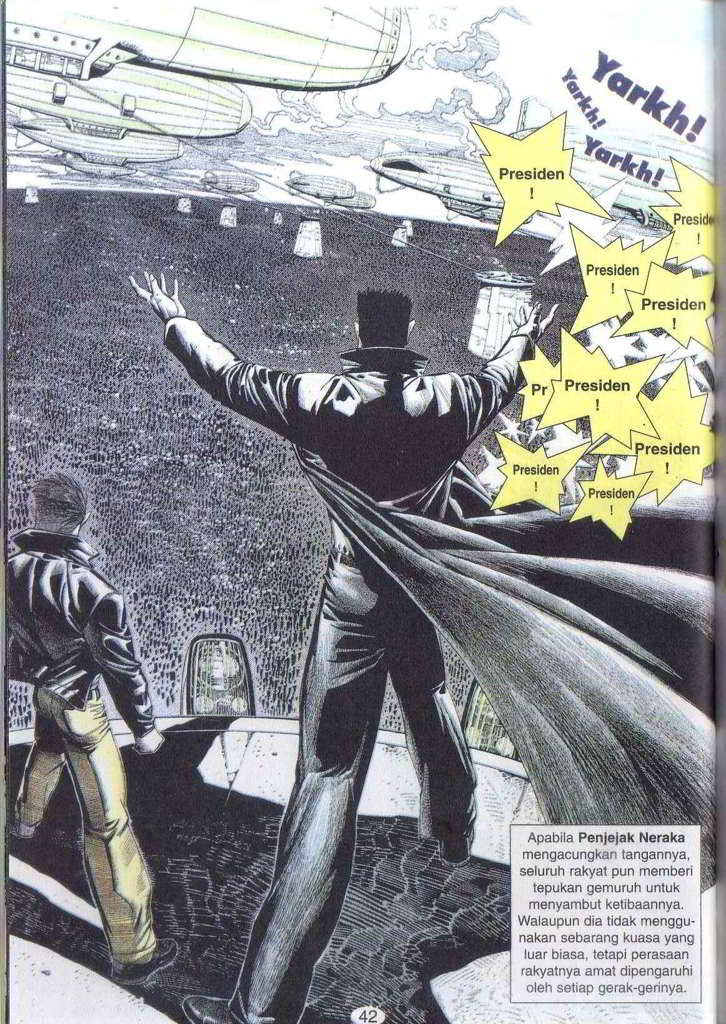 Yarkh!
Yarkh!
Yarkh!
Presiden
!
Preside
!
Presiden
!
Presiden
!
Pr
Presiden
!
Presiden
!
Presiden
!
Presiden
!
Apabila Penjejak Neraka
mengacungkan tangannya,
seluruh rakyat pun memberi
tepukan gemuruh untuk
menyambut ketibaannya.
Walaupun dia tidak menggu-
nakan sebarang kuasa yang
luar biasa, tetapi perasaan
rakyatnya amat dipengaruhi
oleh setiap gerak-gerinya.
42